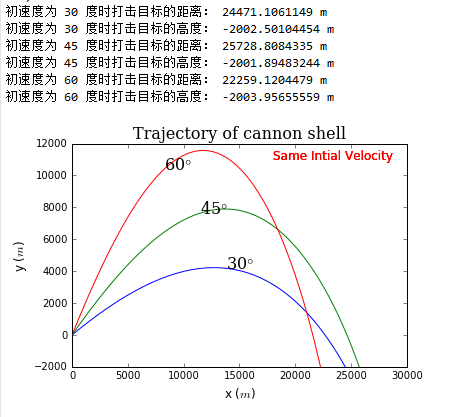 初速度为 30 度时打击目标的距离： 24471.1061149 m
初速度为 30 度时打击目标的高度： -2002.50104454 m
初速度为 45 度时打击目标的距离： 25728.8084335 m
初速度为 45 度时打击目标的高度： -2001.89483244 m
初速度为 60 度时打击目标的距离： 22259.1204479 m
初速度为 60 度时打击目标的高度： -2003.95655559 m
Trajectory of cannon shell
Same Intial Velocity
60°
45°
30°
12000
10000
8000
6000
4000
2000
0
−2000
y (m)
0 5000 10000 15000 20000 25000 30000
x (m)